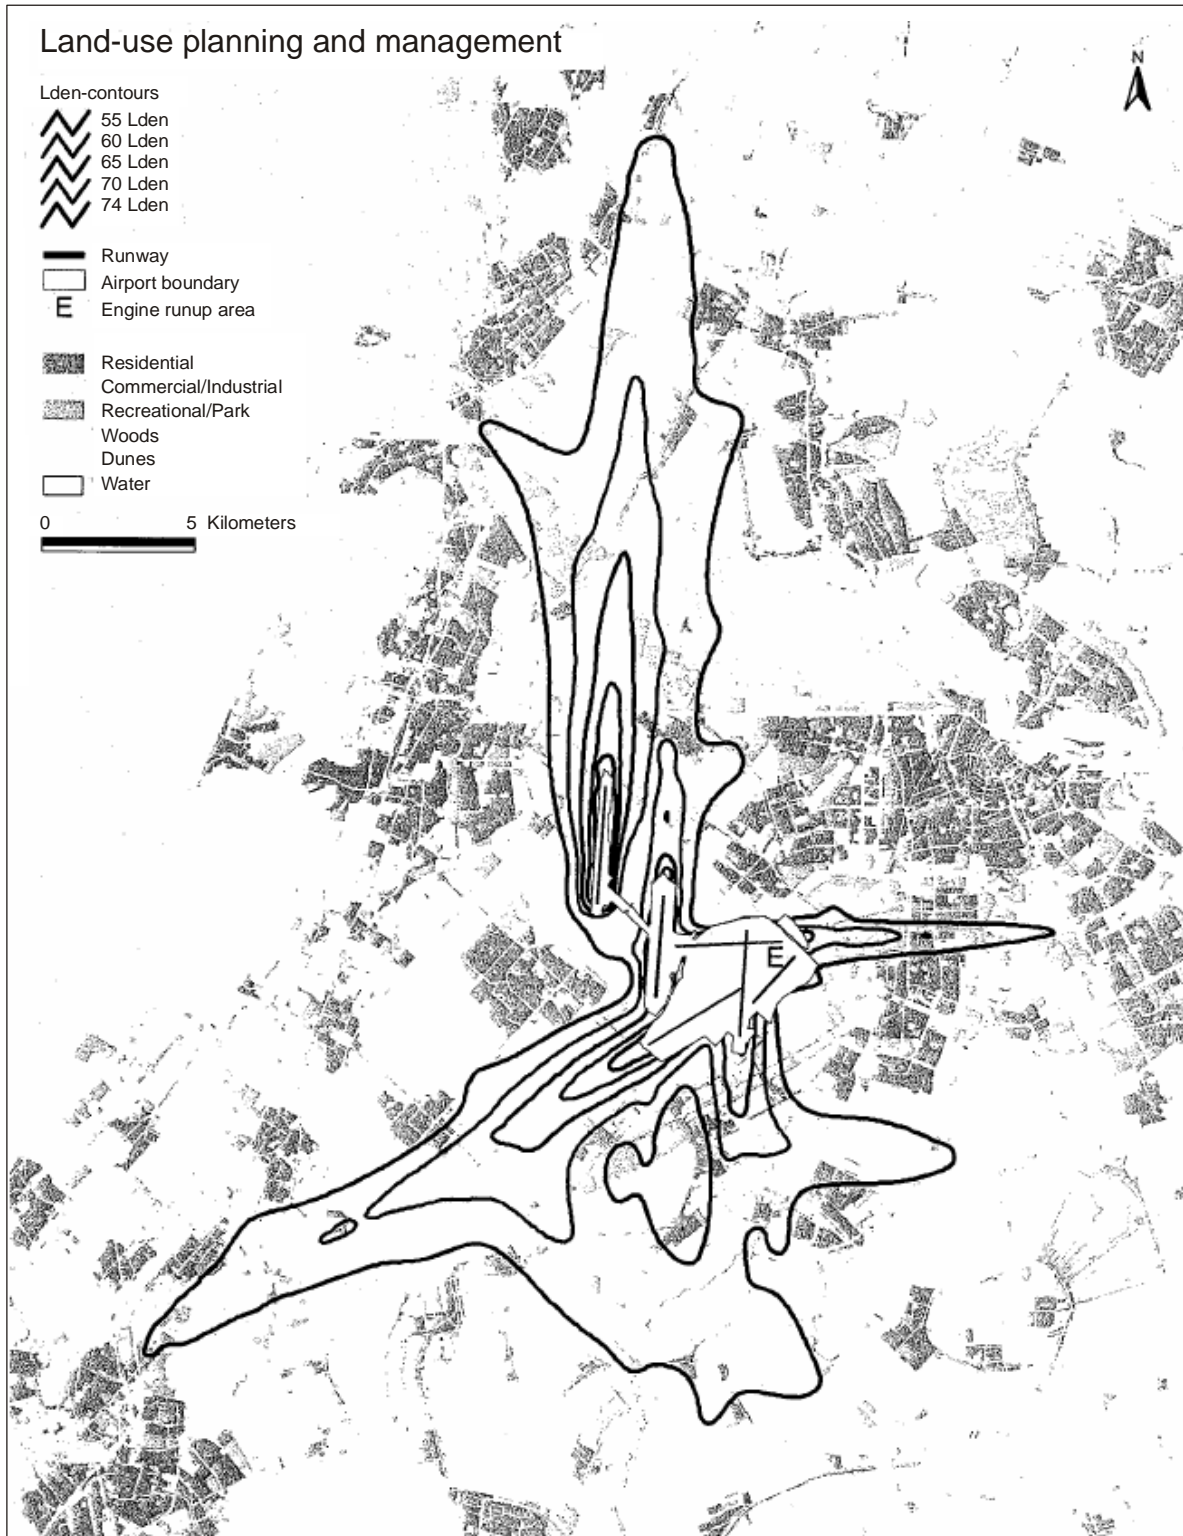 Land-use planning and management
N
Lden-contours
55 Lden
60 Lden
65 Lden
70 Lden
74 Lden
Runway
Airport boundary
E Engine runup area
Residential
Commercial/Industrial
Recreational/Park
Woods
Dunes
Water
0 5 Kilometers
E